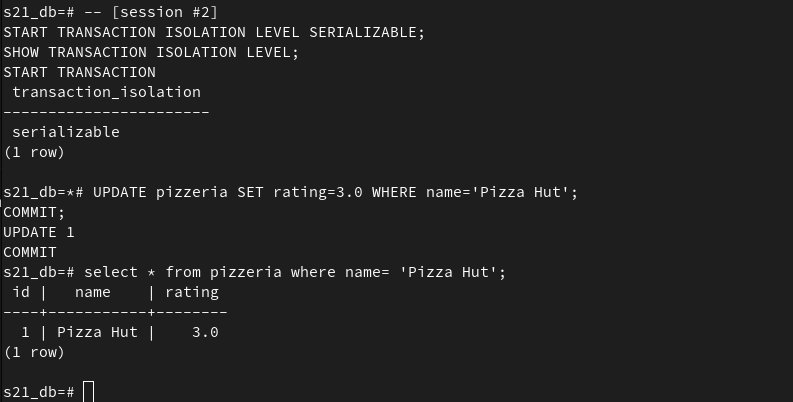 s21_db=# -- [session #2]
START TRANSACTION ISOLATION LEVEL SERIALIZABLE;
SHOW TRANSACTION ISOLATION LEVEL;
START TRANSACTION
 transaction_isolation
-----------------------
 serializable
(1 row)

s21_db=*# UPDATE pizzeria SET rating=3.0 WHERE name='Pizza Hut';
COMMIT;
UPDATE 1
COMMIT
s21_db=# select * from pizzeria where name= 'Pizza Hut';
 id |   name    | rating
----+-----------+--------
  1 | Pizza Hut |    3.0
(1 row)

s21_db=#